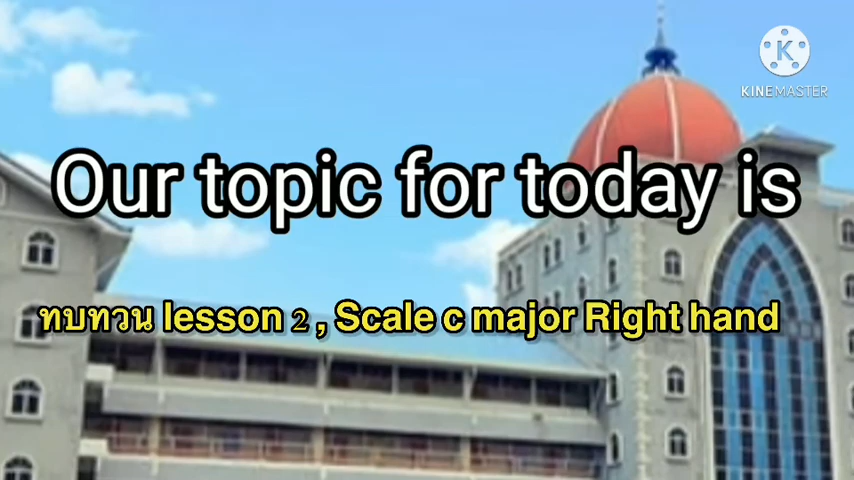 KINEMASTER
Our topic for today is
ทบทวน lesson 2 , Scale c major Right hand